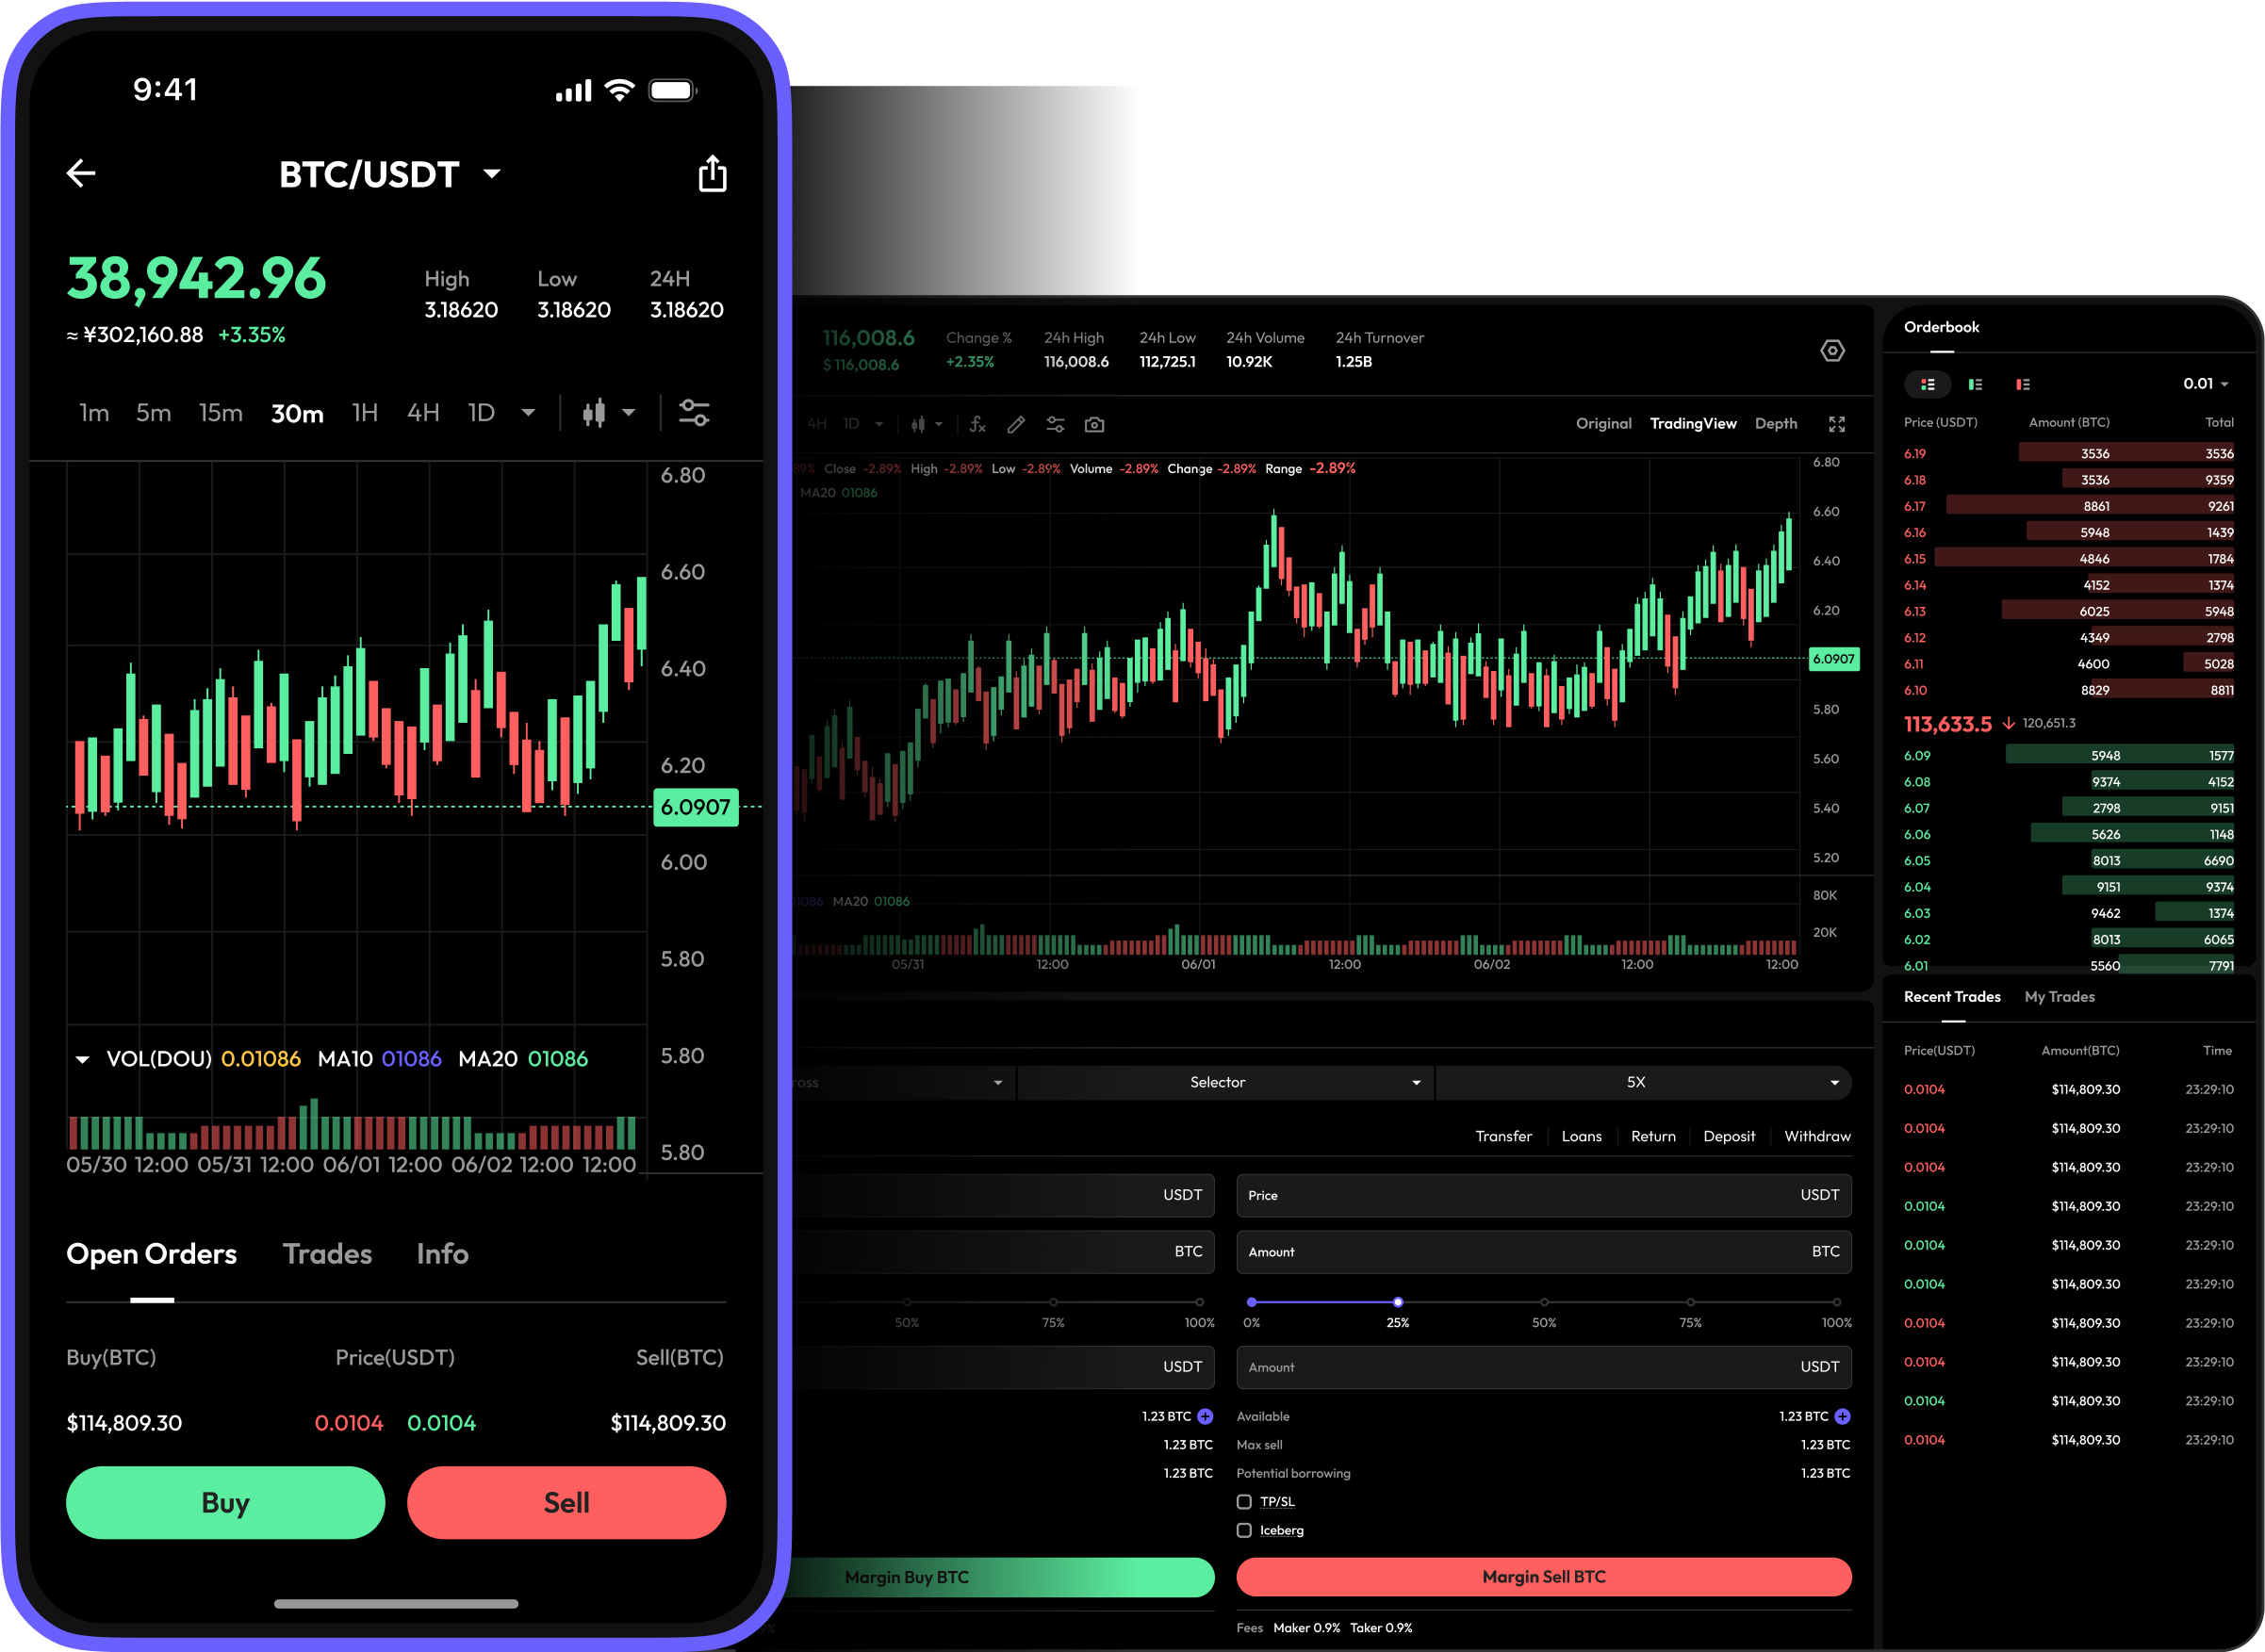 9:41
BTC/USDT
38,942.96
≈ ¥302,160.88 +3.35%
High Low 24H
3.18620 3.18620 3.18620
1m 5m 15m 30m 1H 4H 1D
6.80
6.60
6.40
6.20
6.0907
6.00
5.80
5.80
5.80
VOL(DOU) 0.01086 MA10 01086 MA20 01086
05/30 12:00 05/31 12:00 06/01 12:00 06/02 12:00 12:00
Open Orders Trades Info
Buy(BTC) Price(USDT) Sell(BTC)
$114,809.30 0.0104 0.0104 $114,809.30
Buy Sell
116,008.6 Change % 24h High 24h Low 24h Volume 24h Turnover
$ 116,008.6 +2.35% 116,008.6 112,725.1 10.92K 1.25B
4H 1D Original TradingView Depth
89% Close -2.89% High -2.89% Low -2.89% Volume -2.89% Change -2.89% Range -2.89%
MA20 01086
6.80
6.60
6.40
6.20
6.0907
5.80
5.60
5.40
5.20
80K
20K
01086 MA20 01086
05/31 12:00 06/01 12:00 06/02 12:00 12:00
ross Selector 5X
Transfer Loans Return Deposit Withdraw
USDT Price USDT
BTC Amount BTC
50% 75% 100% 0% 25% 50% 75% 100%
USDT Amount USDT
1.23 BTC Available 1.23 BTC
1.23 BTC Max sell 1.23 BTC
1.23 BTC Potential borrowing 1.23 BTC
TP/SL
Iceberg
Margin Buy BTC Margin Sell BTC
Fees Maker 0.9% Taker 0.9%
Orderbook
0.01
Price (USDT) Amount (BTC) Total
6.19 3536 3536
6.18 3536 9359
6.17 8861 9261
6.16 5948 1439
6.15 4846 1784
6.14 4152 1374
6.13 6025 5948
6.12 4349 2798
6.11 4600 5028
6.10 8829 8811
113,633.5 120,651.3
6.09 5948 1577
6.08 9374 4152
6.07 2798 9151
6.06 5626 1148
6.05 8013 6690
6.04 9151 9374
6.03 9462 1374
6.02 8013 6065
6.01 5560 7791
Recent Trades My Trades
Price(USDT) Amount(BTC) Time
0.0104 $114,809.30 23:29:10
0.0104 $114,809.30 23:29:10
0.0104 $114,809.30 23:29:10
0.0104 $114,809.30 23:29:10
0.0104 $114,809.30 23:29:10
0.0104 $114,809.30 23:29:10
0.0104 $114,809.30 23:29:10
0.0104 $114,809.30 23:29:10
0.0104 $114,809.30 23:29:10
0.0104 $114,809.30 23:29:10